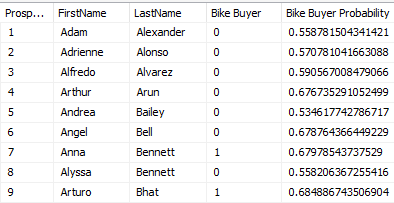 Prosp... FirstName LastName Bike Buyer Bike Buyer Probability
1 Adam Alexander 0 0.558781504341421
2 Adrienne Alonso 0 0.570781041663088
3 Alfredo Alvarez 0 0.590567008479066
4 Arthur Arun 0 0.676735291052499
5 Andrea Bailey 0 0.534617742786717
6 Angel Bell 0 0.678764366449229
7 Anna Bennett 1 0.67978543737529
8 Alyssa Bennett 0 0.558206367255416
9 Arturo Bhat 1 0.684886743506904